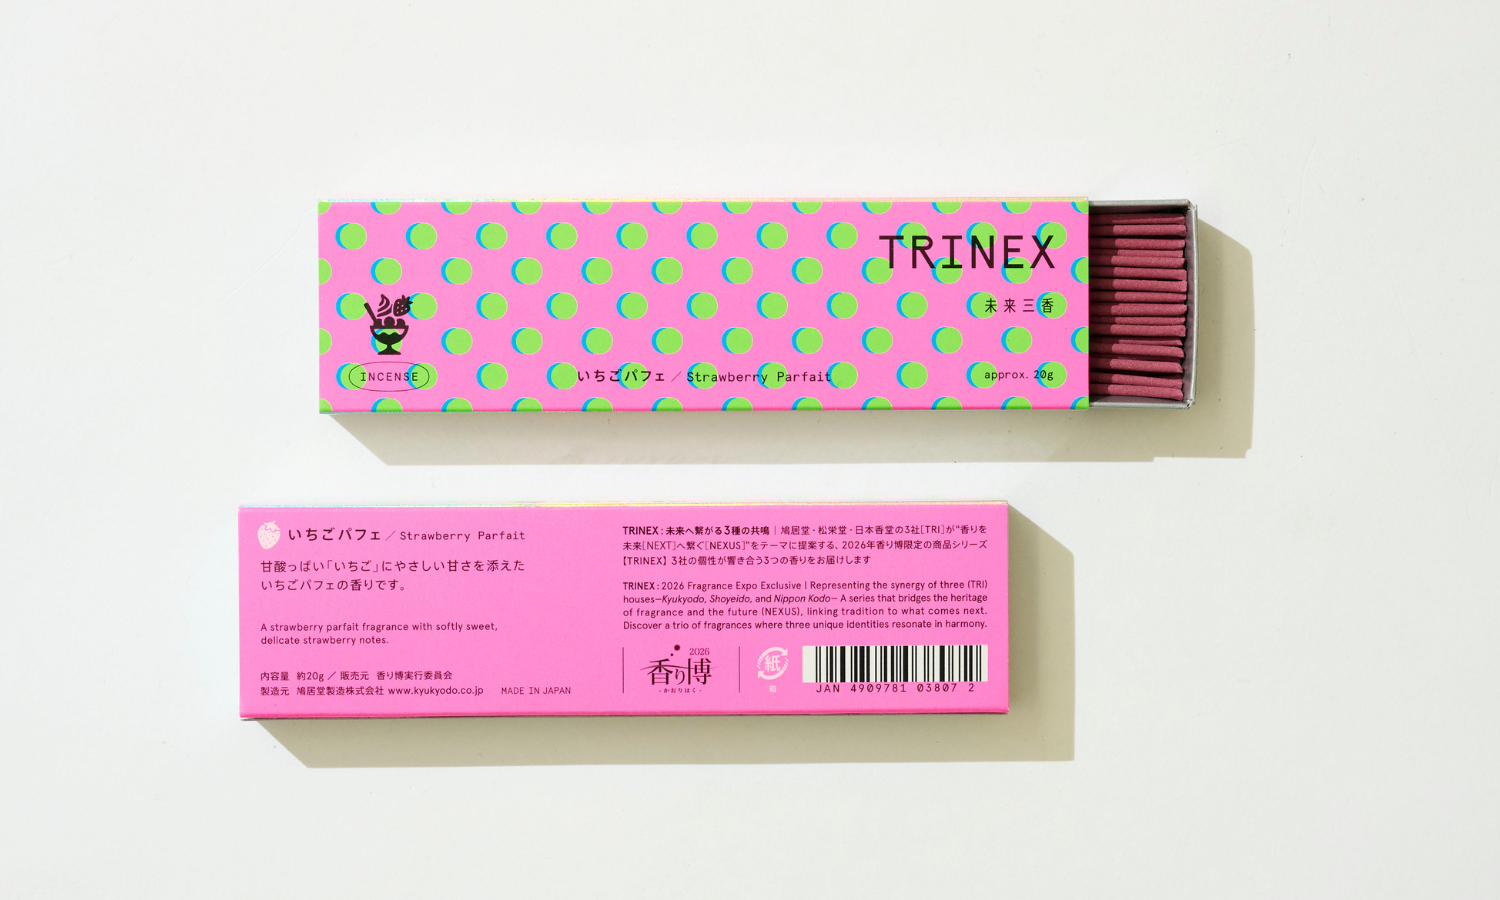 TRINEX
未来三香
INCENSE
いちごパフェ／Strawberry Parfait
approx. 20g
いちごパフェ／Strawberry Parfait
甘酸っぱい「いちご」にやさしい甘さを添えた
いちごパフェの香りです。
A strawberry parfait fragrance with softly sweet,
delicate strawberry notes.
内容量 約20g ／ 販売元 香り博実行委員会
製造元 鳩居堂製造株式会社 www.kyukyodo.co.jp MADE IN JAPAN
TRINEX：未来へ繋がる3種の共鳴｜鳩居堂・松栄堂・日本香堂の3社[TRI]が“香りを
未来[NEXT]へ繋ぐ[NEXUS]”をテーマに提案する、2026年香り博限定の商品シリーズ
【TRINEX】3社の個性が響き合う3つの香りをお届けします
TRINEX : 2026 Fragrance Expo Exclusive | Representing the synergy of three (TRI)
houses—Kyukyodo, Shoyeido, and Nippon Kodo— A series that bridges the heritage
of fragrance and the future (NEXUS), linking tradition to what comes next.
Discover a trio of fragrances where three unique identities resonate in harmony.
2026
香り博
-かおりはく-
紙
箱
JAN 4909781 03807 2